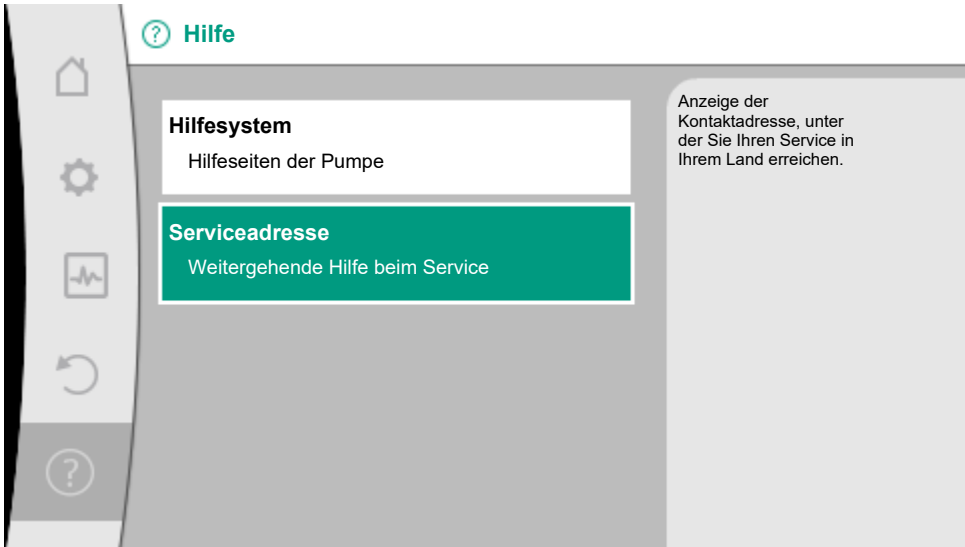 Hilfe
Hilfesystem
Hilfeseiten der Pumpe
Serviceadresse
Weitergehende Hilfe beim Service
Anzeige der
Kontaktadresse, unter
der Sie Ihren Service in
Ihrem Land erreichen.